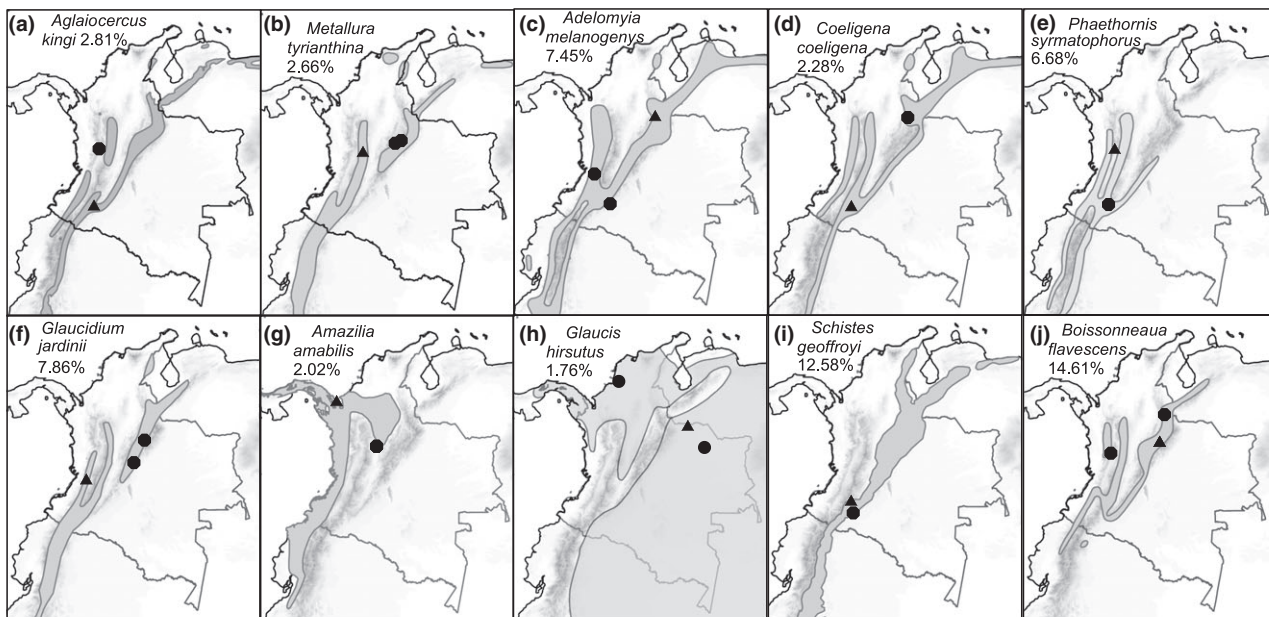 (a) Aglaiocercus
kingi 2.81%
(b) Metallura
tyrianthina
2.66%
(c) Adelomyia
melanogenys
7.45%
(d) Coeligena
coeligena
2.28%
(e) Phaethornis
syrmatophorus
6.68%
(f) Glaucidium
jardinii
7.86%
(g) Amazilia
amabilis
2.02%
(h) Glaucis
hirsutus
1.76%
(i) Schistes
geoffroyi
12.58%
(j) Boissonneaua
flavescens
14.61%